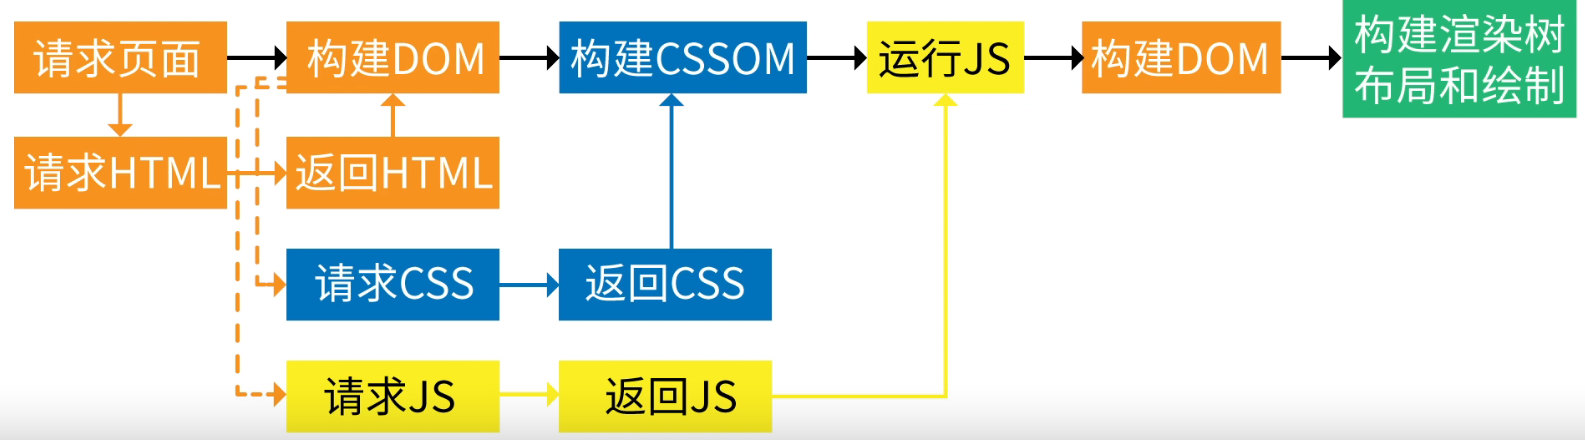 请求页面
构建DOM
构建CSSOM
运行JS
构建DOM
构建渲染树
布局和绘制
请求HTML
返回HTML
请求CSS
返回CSS
请求JS
返回JS